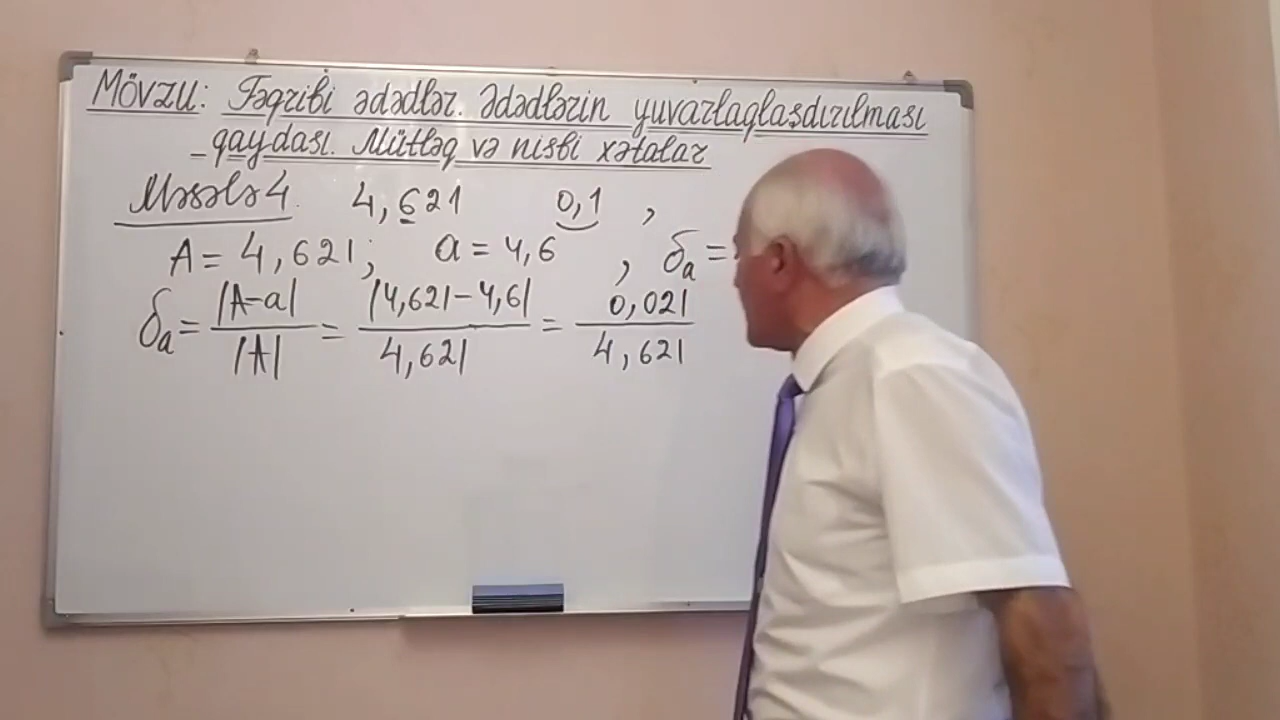 MÖVZU: Təqribi ədədlər. Ədədlərin yuvarlaqlaşdırılması
qaydası. Mütləq və nisbi xətalar
Məsələ 4. 4,621 0,1 ,
A = 4,621; a = 4,6 , δa =
δa = |A-a| / |A| = |4,621-4,6| / 4,621 = 0,021 / 4,621